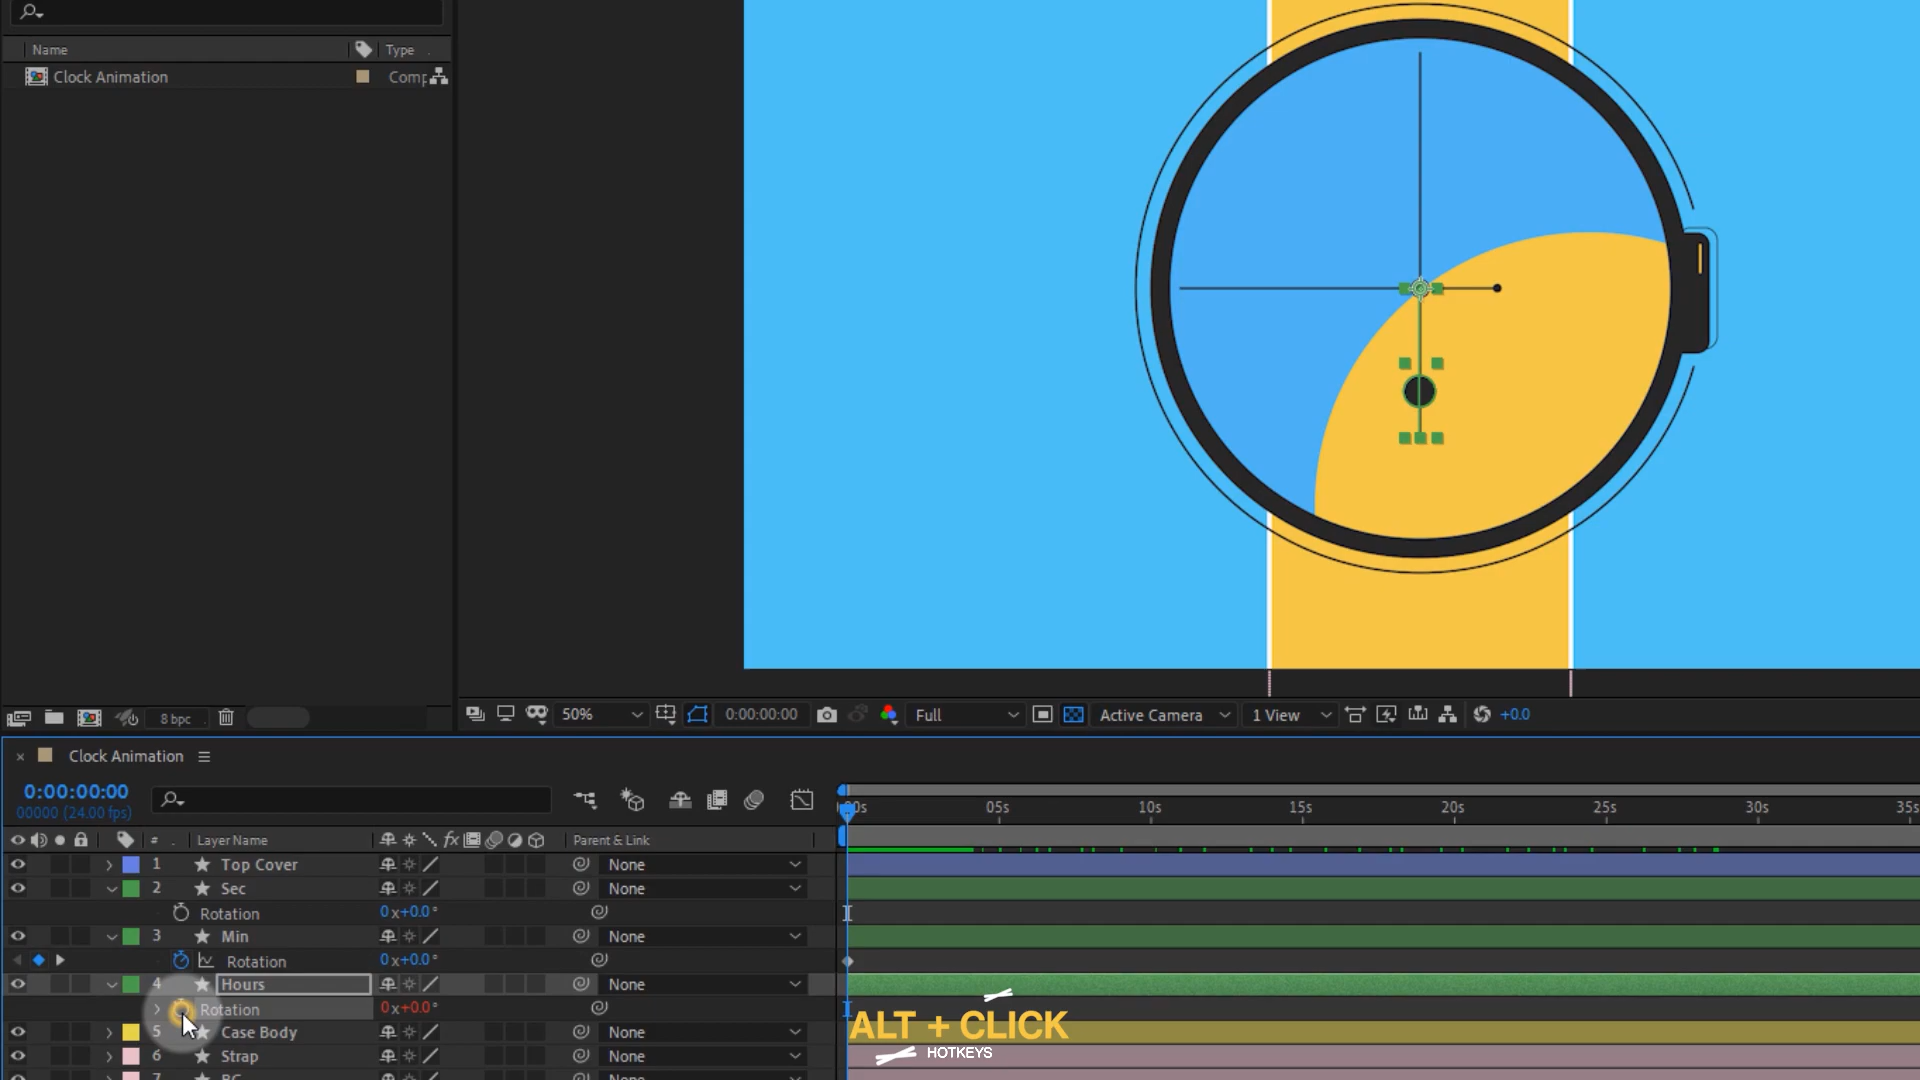 Name Type
Clock Animation Comp
8 bpc
50% 0:00:00:00 Full Active Camera 1 View +0.0
Clock Animation
0:00:00:00
00000 (24.00 fps)
05s 10s 15s 20s 25s 30s 35s
# Layer Name fx Parent & Link
1 Top Cover None
2 Sec None
Rotation 0x+0.0°
3 Min None
Rotation 0x+0.0°
4 Hours None
Rotation 0x+0.0°
5 Case Body None
6 Strap None
ALT + CLICK
HOTKEYS